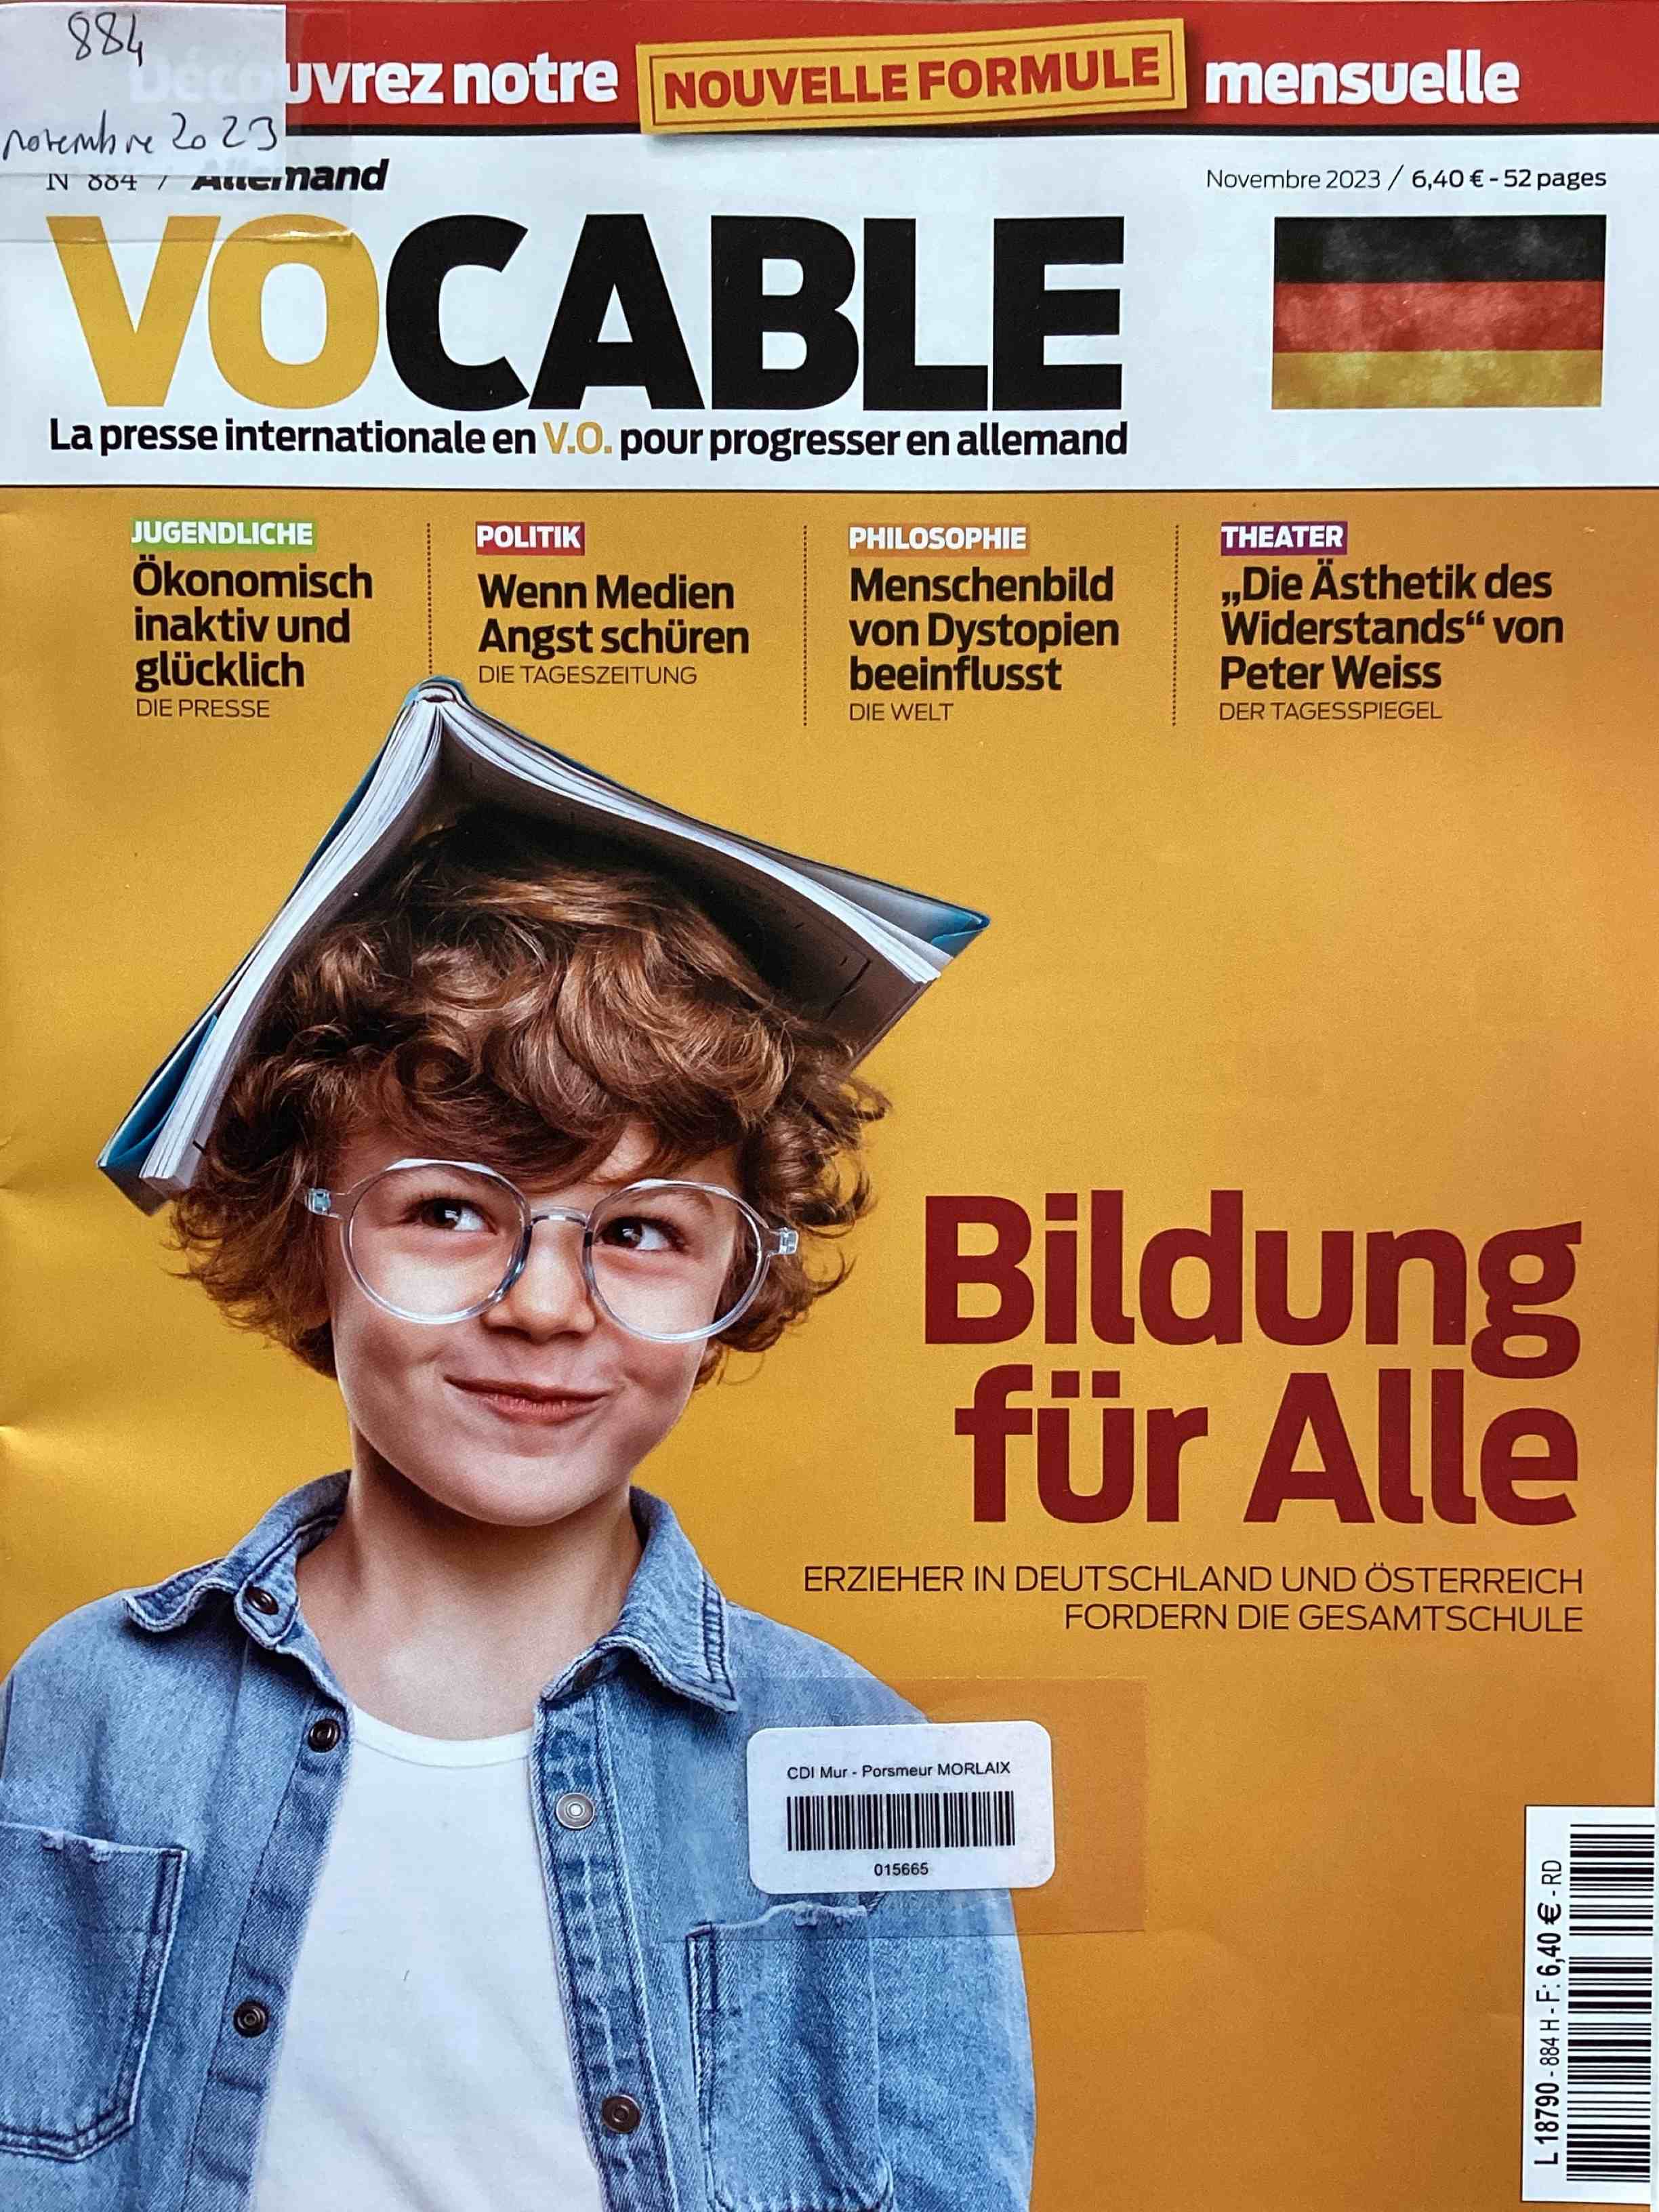 884
novembre 2023
Découvrez notre NOUVELLE FORMULE mensuelle
N° 884 / Allemand
Novembre 2023 / 6,40 € - 52 pages
VOCABLE
La presse internationale en V.O. pour progresser en allemand
JUGENDLICHE
Ökonomisch
inaktiv und
glücklich
DIE PRESSE
POLITIK
Wenn Medien
Angst schüren
DIE TAGESZEITUNG
PHILOSOPHIE
Menschenbild
von Dystopien
beeinflusst
DIE WELT
THEATER
„Die Ästhetik des
Widerstands“ von
Peter Weiss
DER TAGESSPIEGEL
Bildung
für Alle
ERZIEHER IN DEUTSCHLAND UND ÖSTERREICH
FORDERN DIE GESAMTSCHULE
CDI Mur - Porsmeur MORLAIX
015665
L 18790 - 884 H - F: 6,40 € - RD